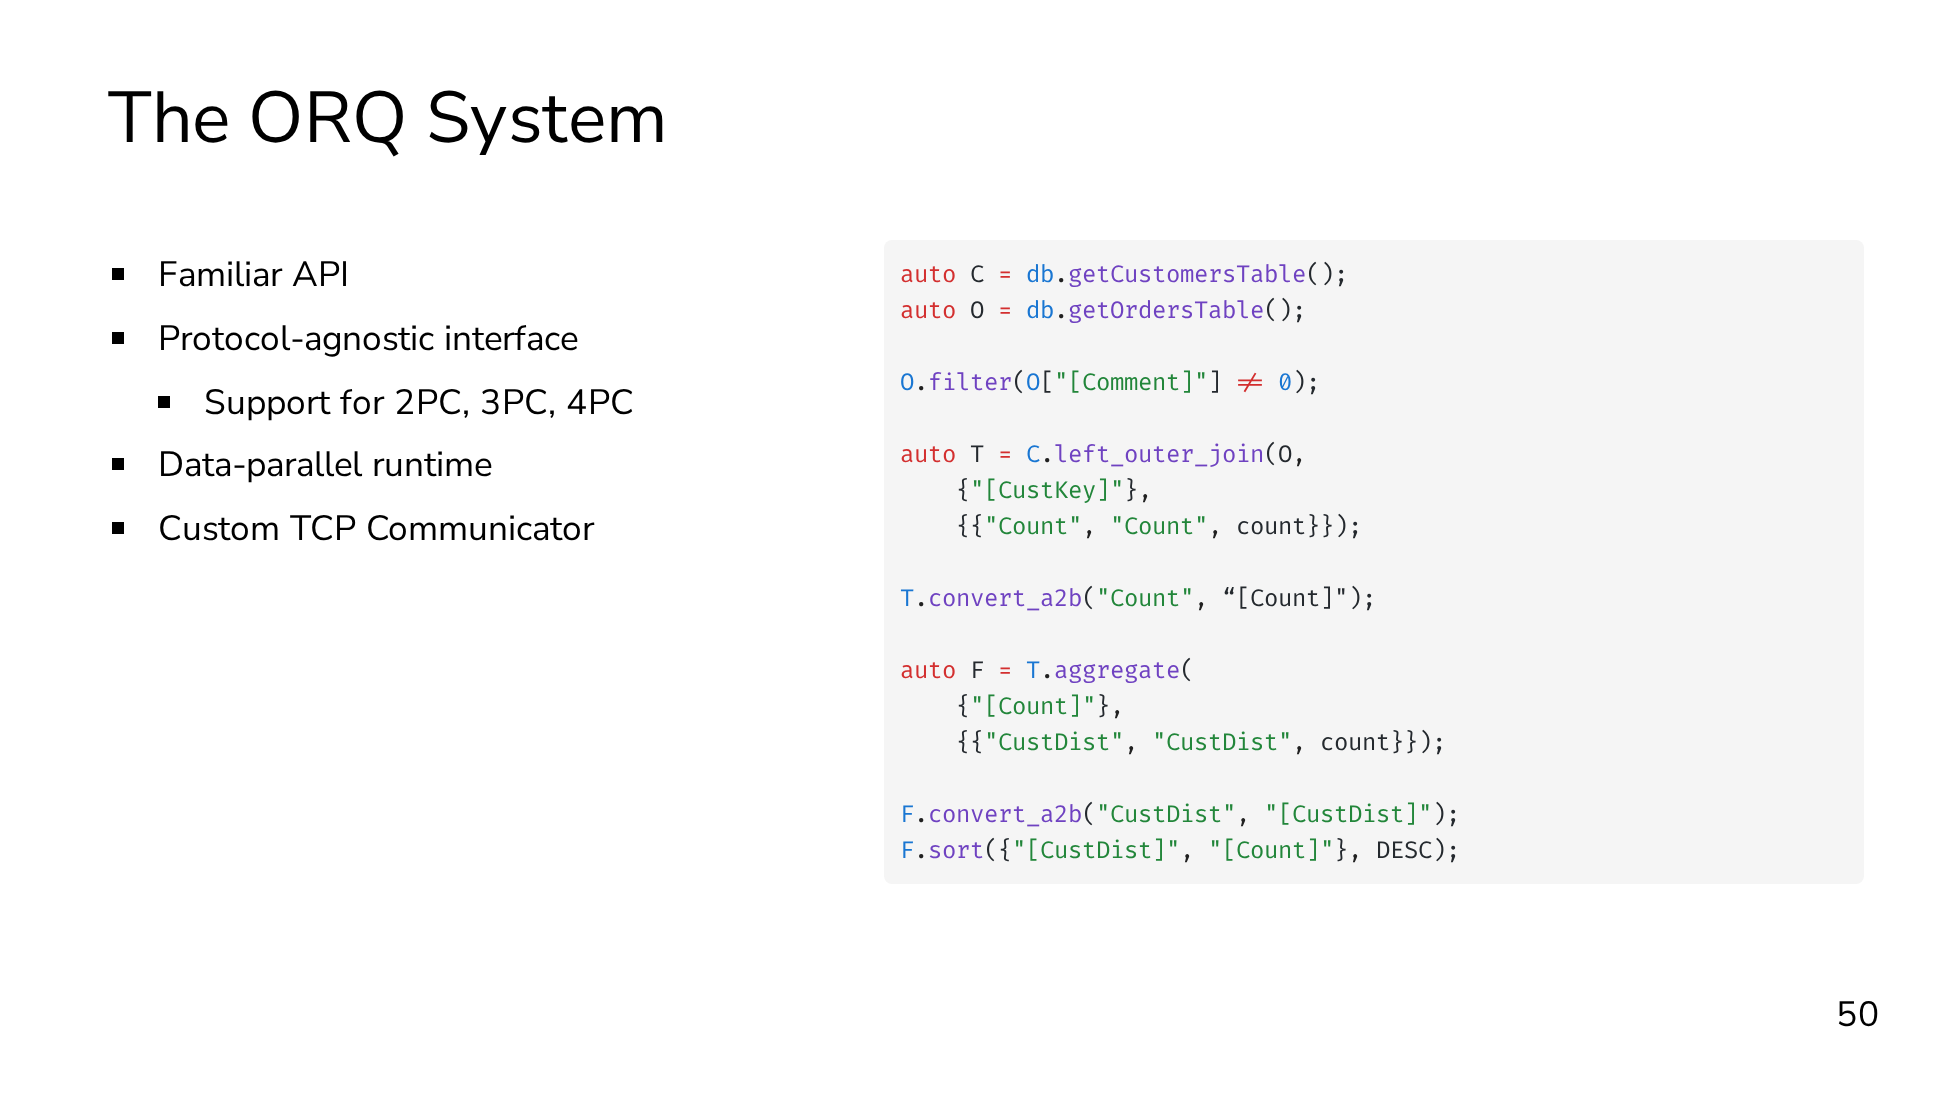 The ORQ System
▪ Familiar API
▪ Protocol-agnostic interface
▪ Support for 2PC, 3PC, 4PC
▪ Data-parallel runtime
▪ Custom TCP Communicator
auto C = db.getCustomersTable();
auto O = db.getOrdersTable();
O.filter(O["[Comment]"] ≠ 0);
auto T = C.left_outer_join(O,
    {"[CustKey]"},
    {{"Count", "Count", count}});
T.convert_a2b("Count", “[Count]");
auto F = T.aggregate(
    {"[Count]"},
    {{"CustDist", "CustDist", count}});
F.convert_a2b("CustDist", "[CustDist]");
F.sort({"[CustDist]", "[Count]"}, DESC);
50